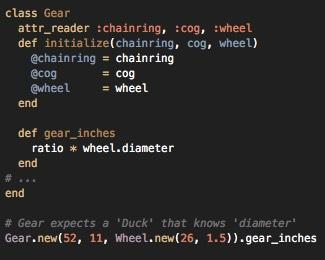 class Gear
  attr_reader :chainring, :cog, :wheel
  def initialize(chainring, cog, wheel)
    @chainring = chainring
    @cog       = cog
    @wheel     = wheel
  end

  def gear_inches
    ratio * wheel.diameter
  end
# ...
end

# Gear expects a 'Duck' that knows 'diameter'
Gear.new(52, 11, Wheel.new(26, 1.5)).gear_inches